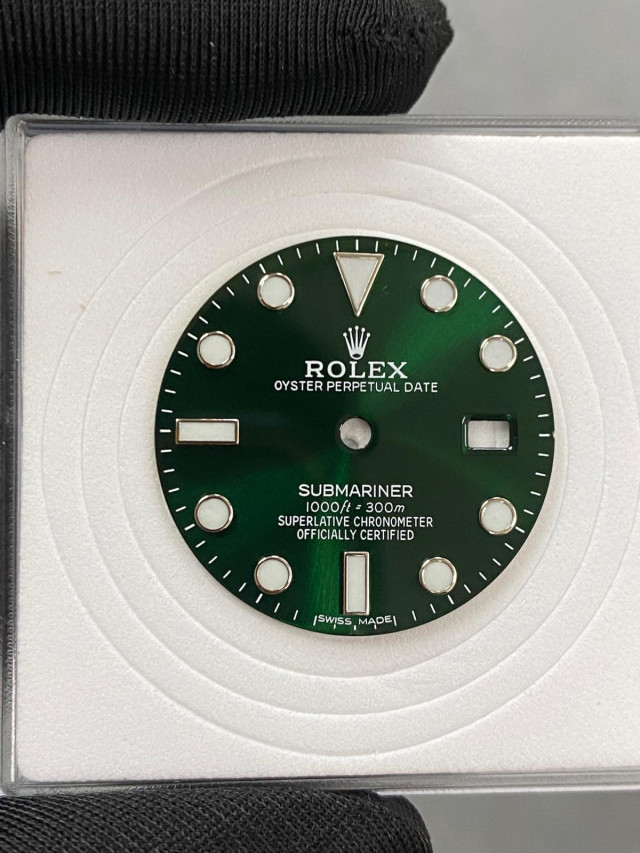 ROLEX
OYSTER PERPETUAL DATE
SUBMARINER
1000ft = 300m
SUPERLATIVE CHRONOMETER
OFFICIALLY CERTIFIED
SWISS MADE